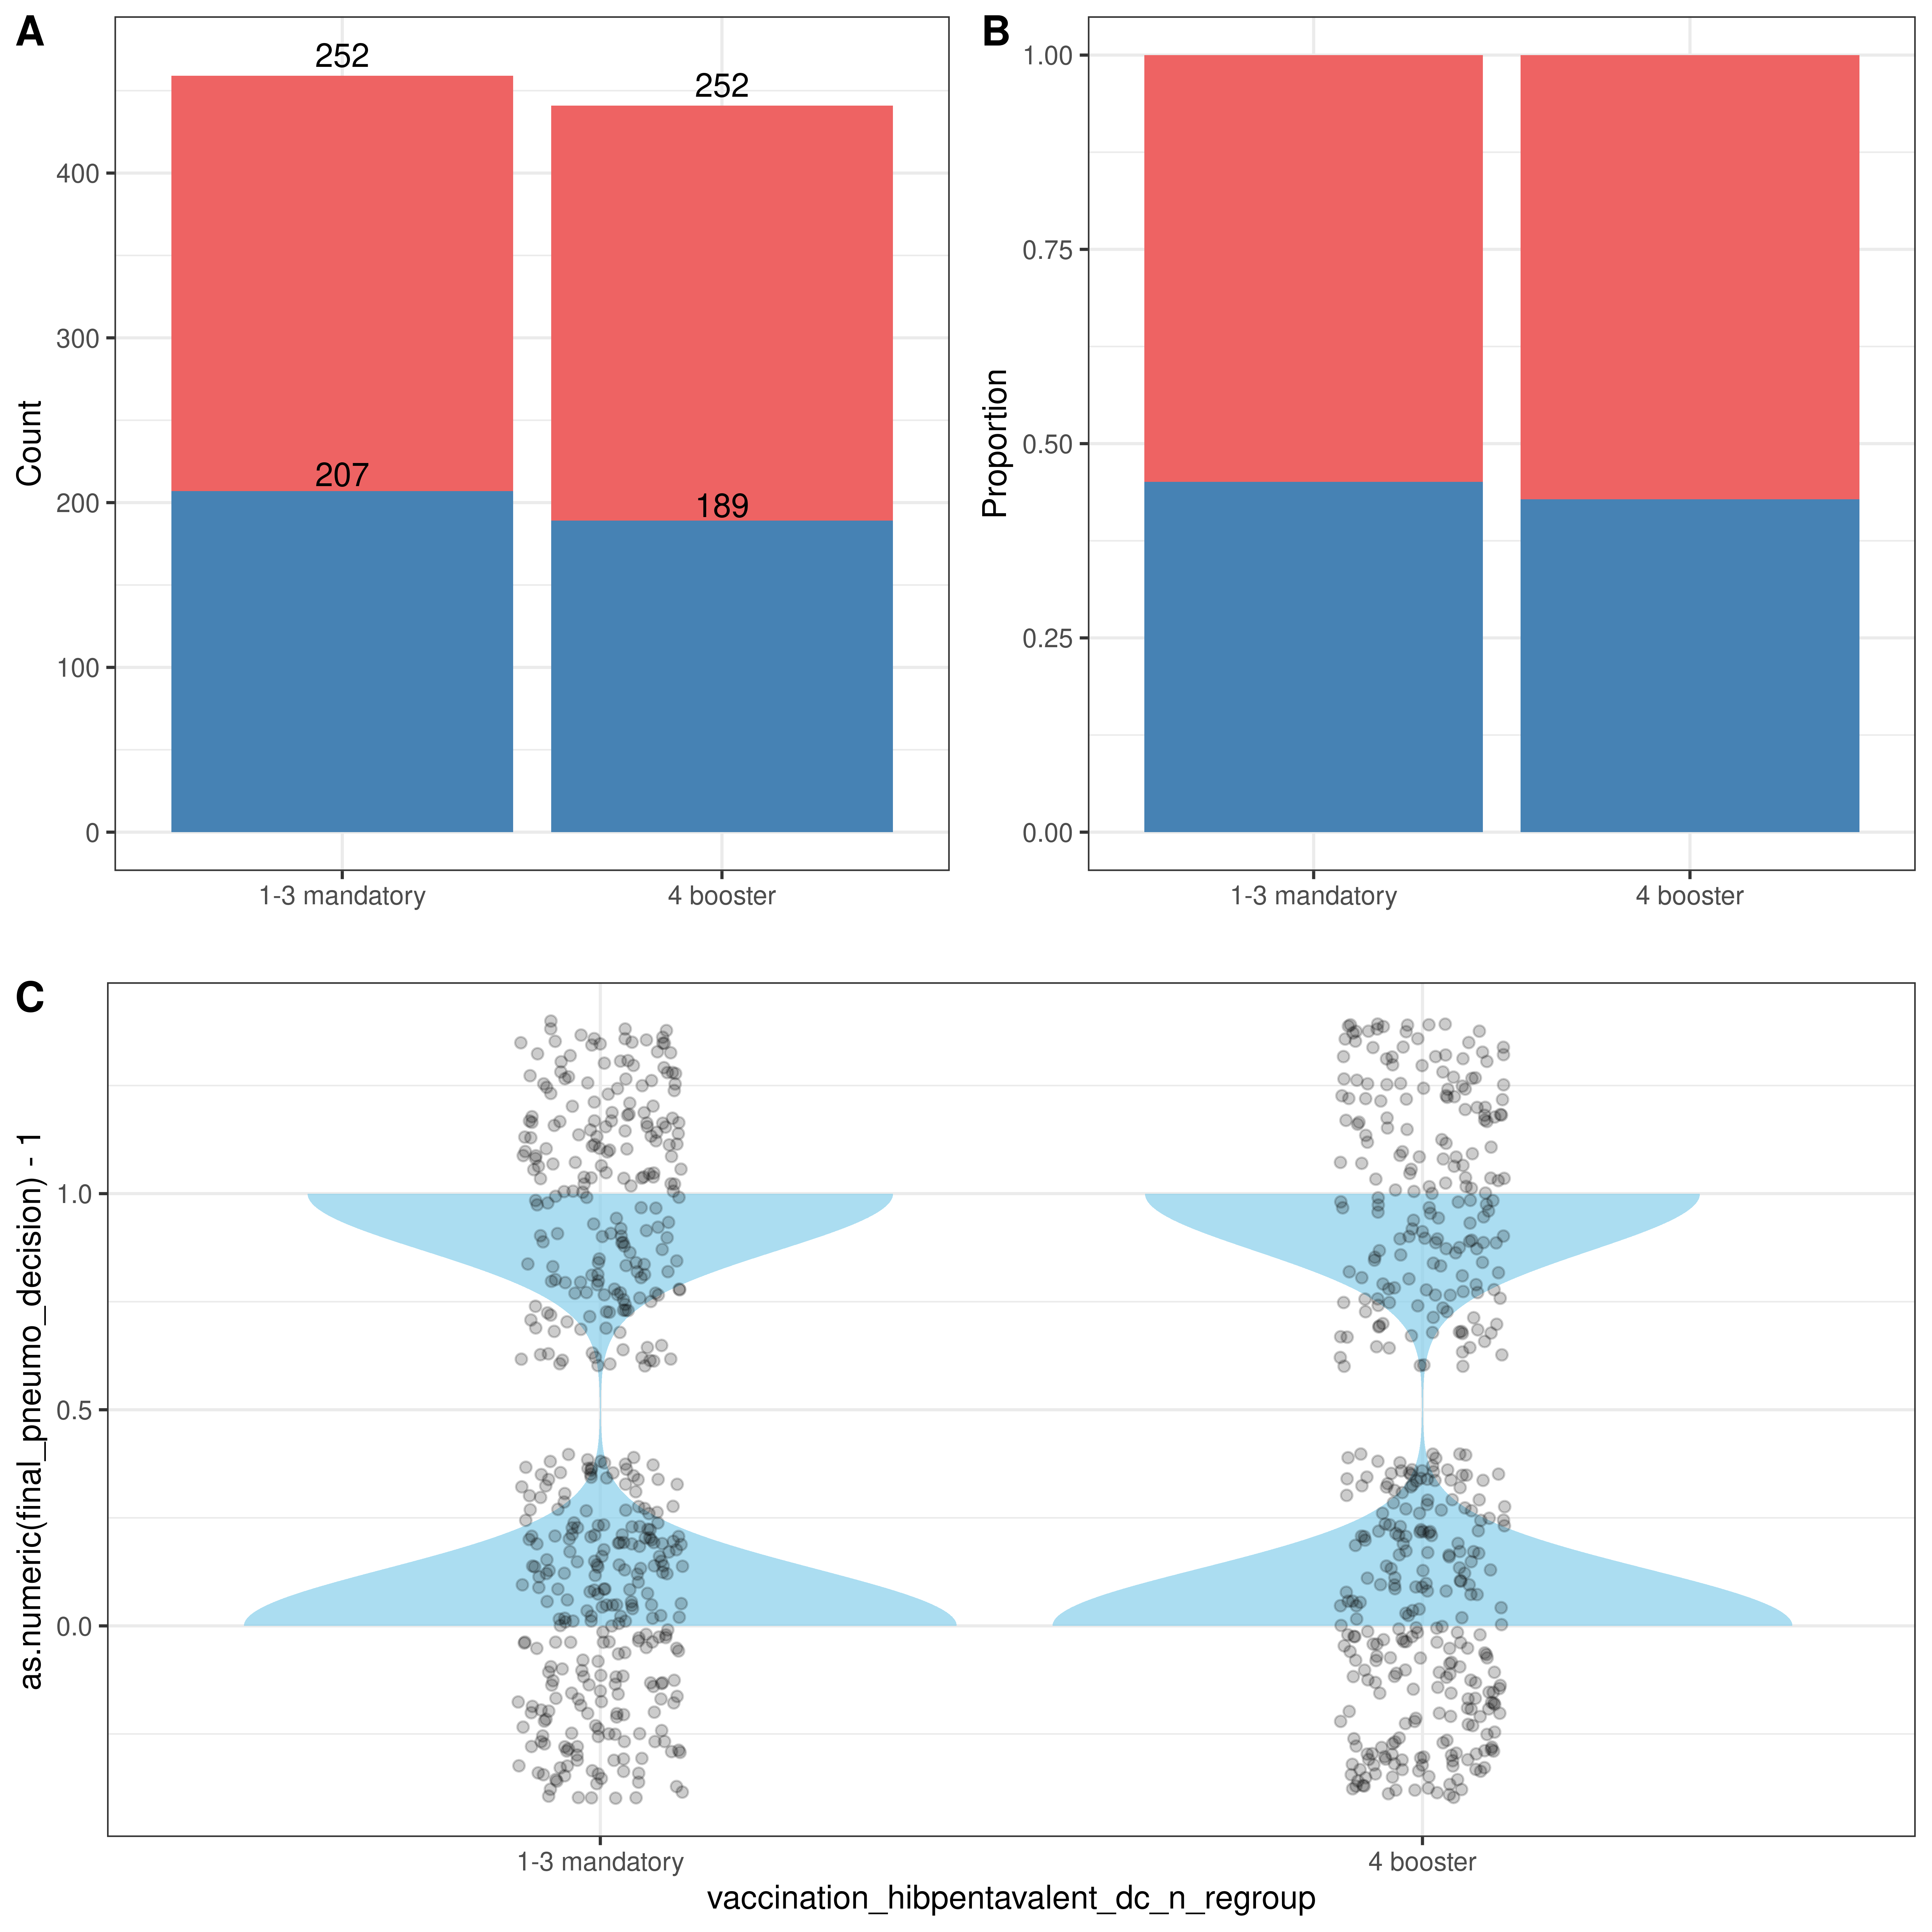 A
252
252
400
300
207
189
200
100
0
Count
1-3 mandatory
4 booster
B
1.00
0.75
0.50
0.25
0.00
Proportion
1-3 mandatory
4 booster
C
1.0
0.5
0.0
as.numeric(final_pneumo_decision) - 1
1-3 mandatory
4 booster
vaccination_hibpentavalent_dc_n_regroup